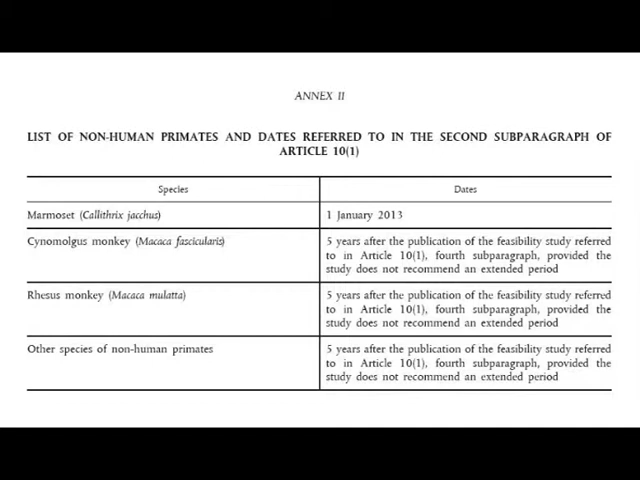 ANNEX II
LIST OF NON-HUMAN PRIMATES AND DATES REFERRED TO IN THE SECOND SUBPARAGRAPH OF
ARTICLE 10(1)
Species
Dates
Marmoset (Callithrix jacchus)
1 January 2013
Cynomolgus monkey (Macaca fascicularis)
5 years after the publication of the feasibility study referred
to in Article 10(1), fourth subparagraph, provided the
study does not recommend an extended period
Rhesus monkey (Macaca mulatta)
5 years after the publication of the feasibility study referred
to in Article 10(1), fourth subparagraph, provided the
study does not recommend an extended period
Other species of non-human primates
5 years after the publication of the feasibility study referred
to in Article 10(1), fourth subparagraph, provided the
study does not recommend an extended period